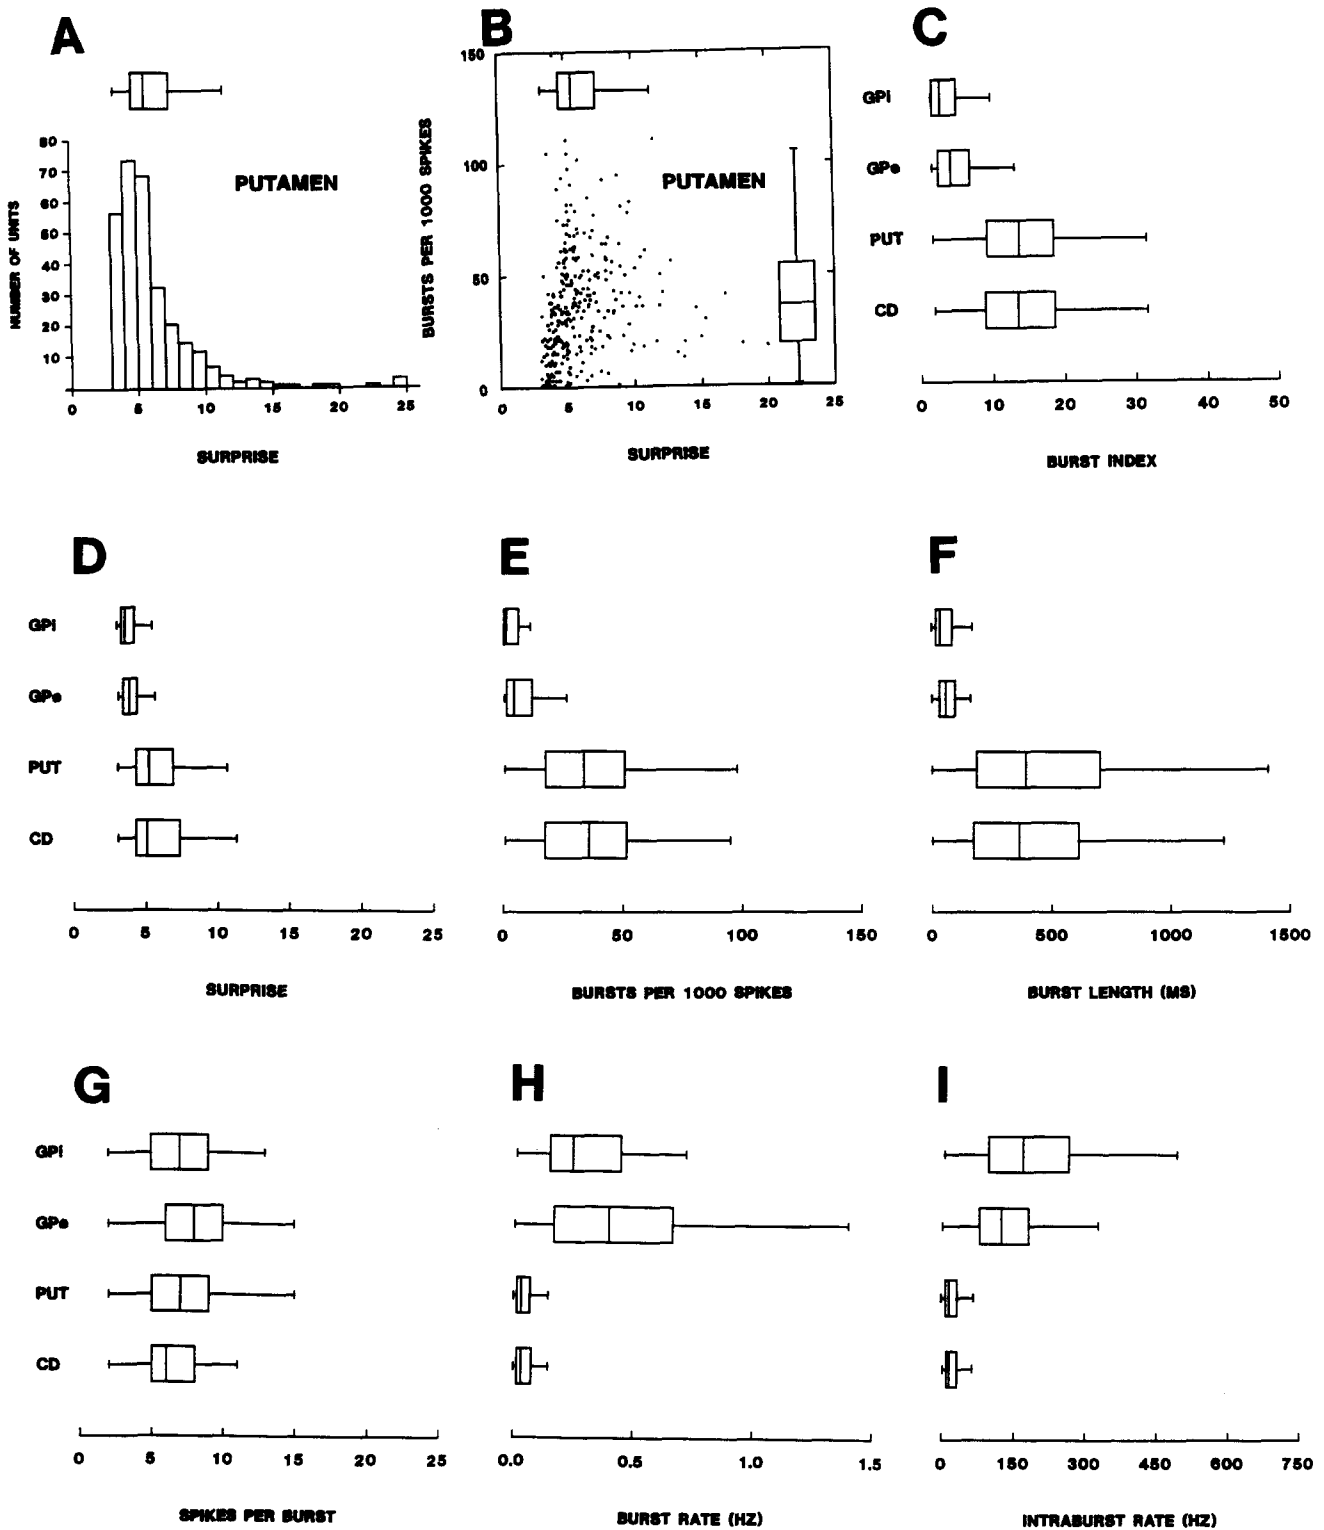 A
B
C
PUTAMEN
NUMBER OF UNITS
80
70
60
50
40
30
20
10
0
5
10
15
20
25
SURPRISE
BURSTS PER 1000 SPIKES
150
100
50
0
PUTAMEN
0
5
10
15
20
25
SURPRISE
GPi
GPe
PUT
CD
0
10
20
30
40
50
BURST INDEX
D
E
F
GPi
GPe
PUT
CD
0
5
10
15
20
25
SURPRISE
0
50
100
150
BURSTS PER 1000 SPIKES
0
500
1000
1500
BURST LENGTH (MS)
G
H
I
GPi
GPe
PUT
CD
0
5
10
15
20
25
SPIKES PER BURST
0.0
0.5
1.0
1.5
BURST RATE (HZ)
0
150
300
450
600
750
INTRABURST RATE (HZ)